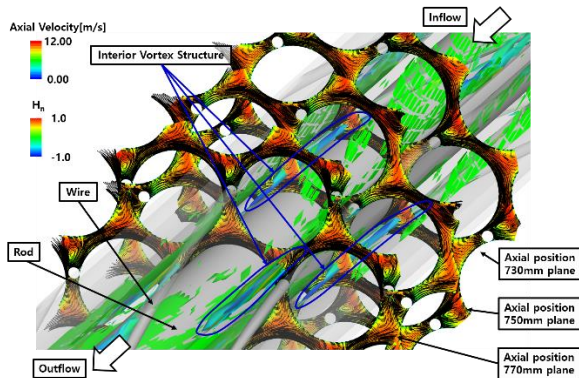 Axial Velocity[m/s]
12.00
0.00
Hn
1.0
-1.0
Interior Vortex Structure
Inflow
Wire
Rod
Outflow
Axial position
730mm plane
Axial position
750mm plane
Axial position
770mm plane